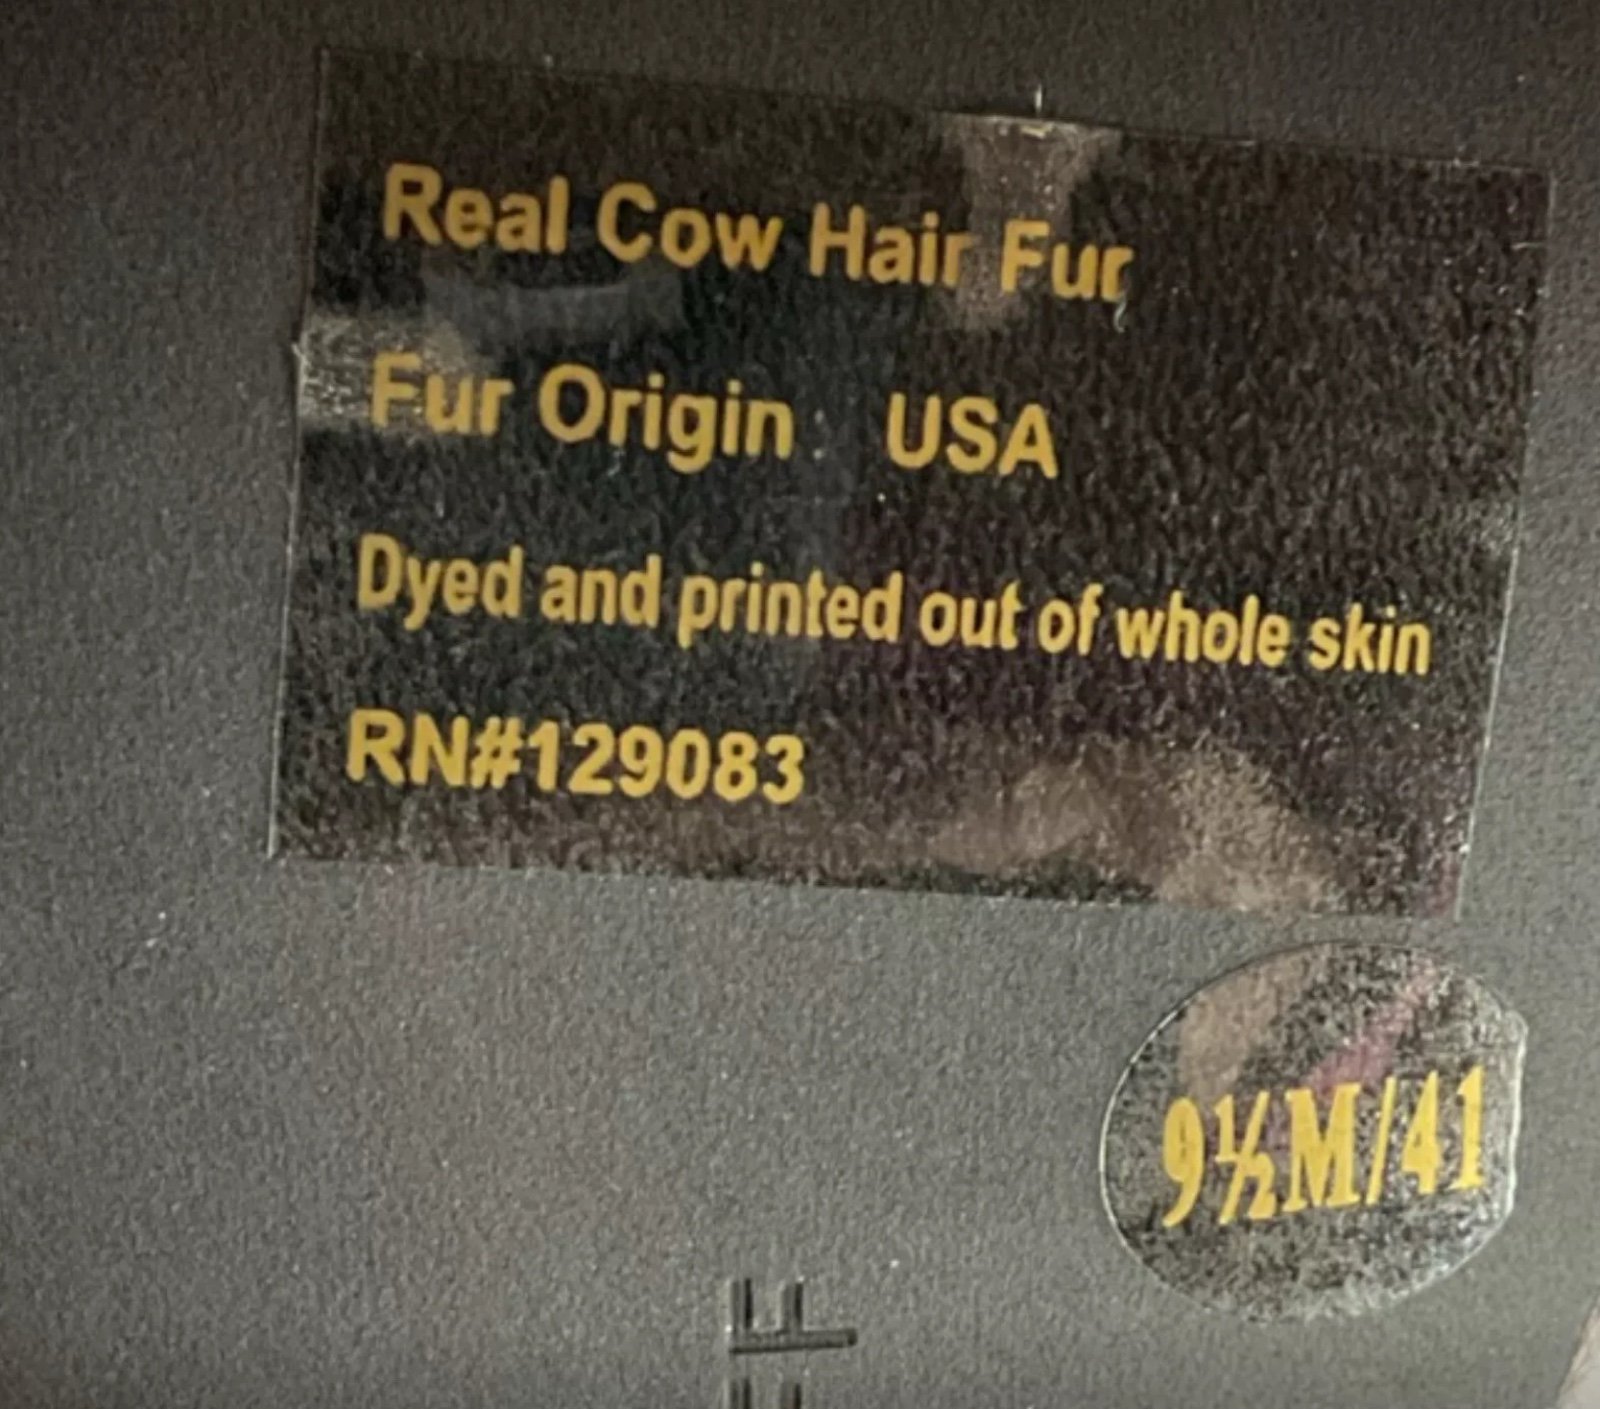 Real Cow Hair Fur
Fur Origin : USA
Dyed and printed out of whole skin
RN#129083
9½M/41